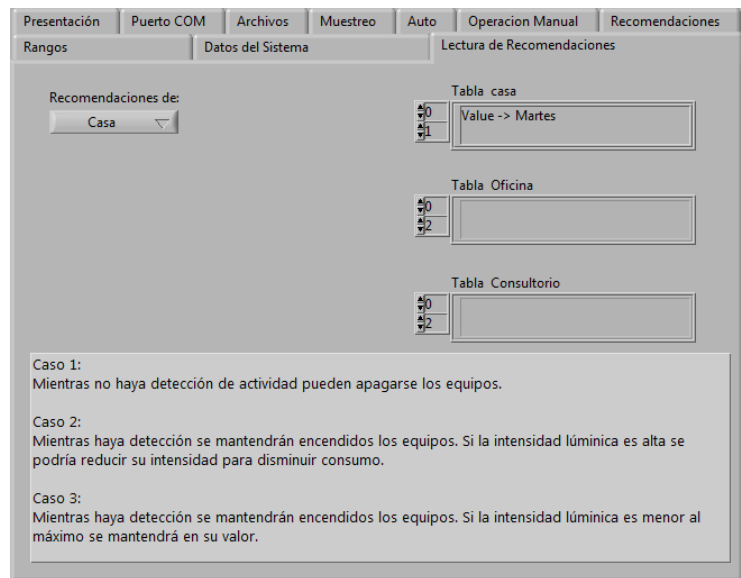 Presentación Puerto COM Archivos Muestreo Auto Operacion Manual Recomendaciones
Rangos Datos del Sistema Lectura de Recomendaciones
Recomendaciones de:
Casa
Tabla casa
0
1
Value -> Martes
Tabla Oficina
0
2
Tabla Consultorio
0
2
Caso 1:
Mientras no haya detección de actividad pueden apagarse los equipos.
Caso 2:
Mientras haya detección se mantendrán encendidos los equipos. Si la intensidad lúminica es alta se
podría reducir su intensidad para disminuir consumo.
Caso 3:
Mientras haya detección se mantendrán encendidos los equipos. Si la intensidad lúminica es menor al
máximo se mantendrá en su valor.